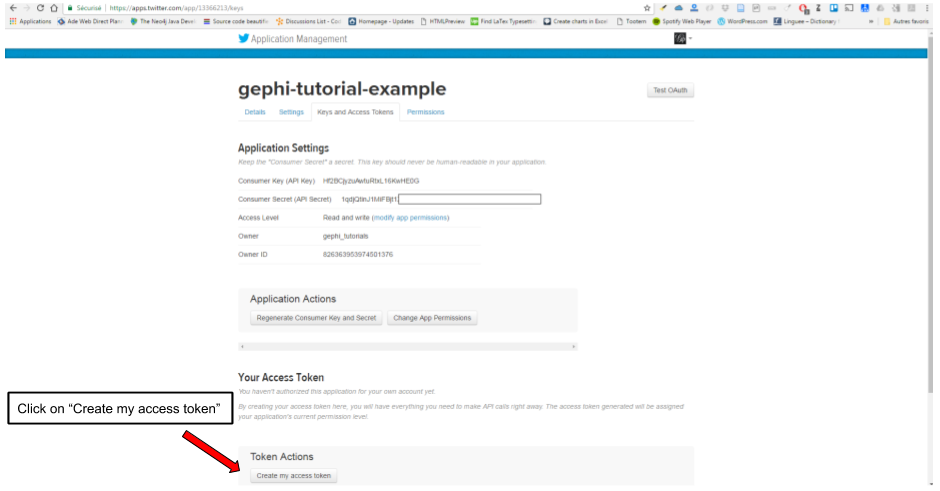 Sécurisé | https://apps.twitter.com/app/13366213/keys
Applications Ade Web Direct Plan The Neo4j Java Devel Source code beautifi Discussions List - Con Homepage - Updates HTMLPreview Find LaTex Typesettin Create charts in Excel Tostern Spotify Web Player WordPress.com Linguee – Dictionary » Autres favoris
Application Management
gephi-tutorial-example
Test OAuth
Details Settings Keys and Access Tokens Permissions
Application Settings
Keep the "Consumer Secret" a secret. This key should never be human-readable in your application.
Consumer Key (API Key)
Consumer Secret (API Secret)
Access Level Read and write (modify app permissions)
Owner gephi_tutorials
Owner ID 826363953974501376
Application Actions
Regenerate Consumer Key and Secret Change App Permissions
Your Access Token
You haven't authorized this application for your own account yet.
By creating your access token here, you will have everything you need to make API calls right away. The access token generated will be assigned
your application's current permission level.
Click on “Create my access token”
Token Actions
Create my access token